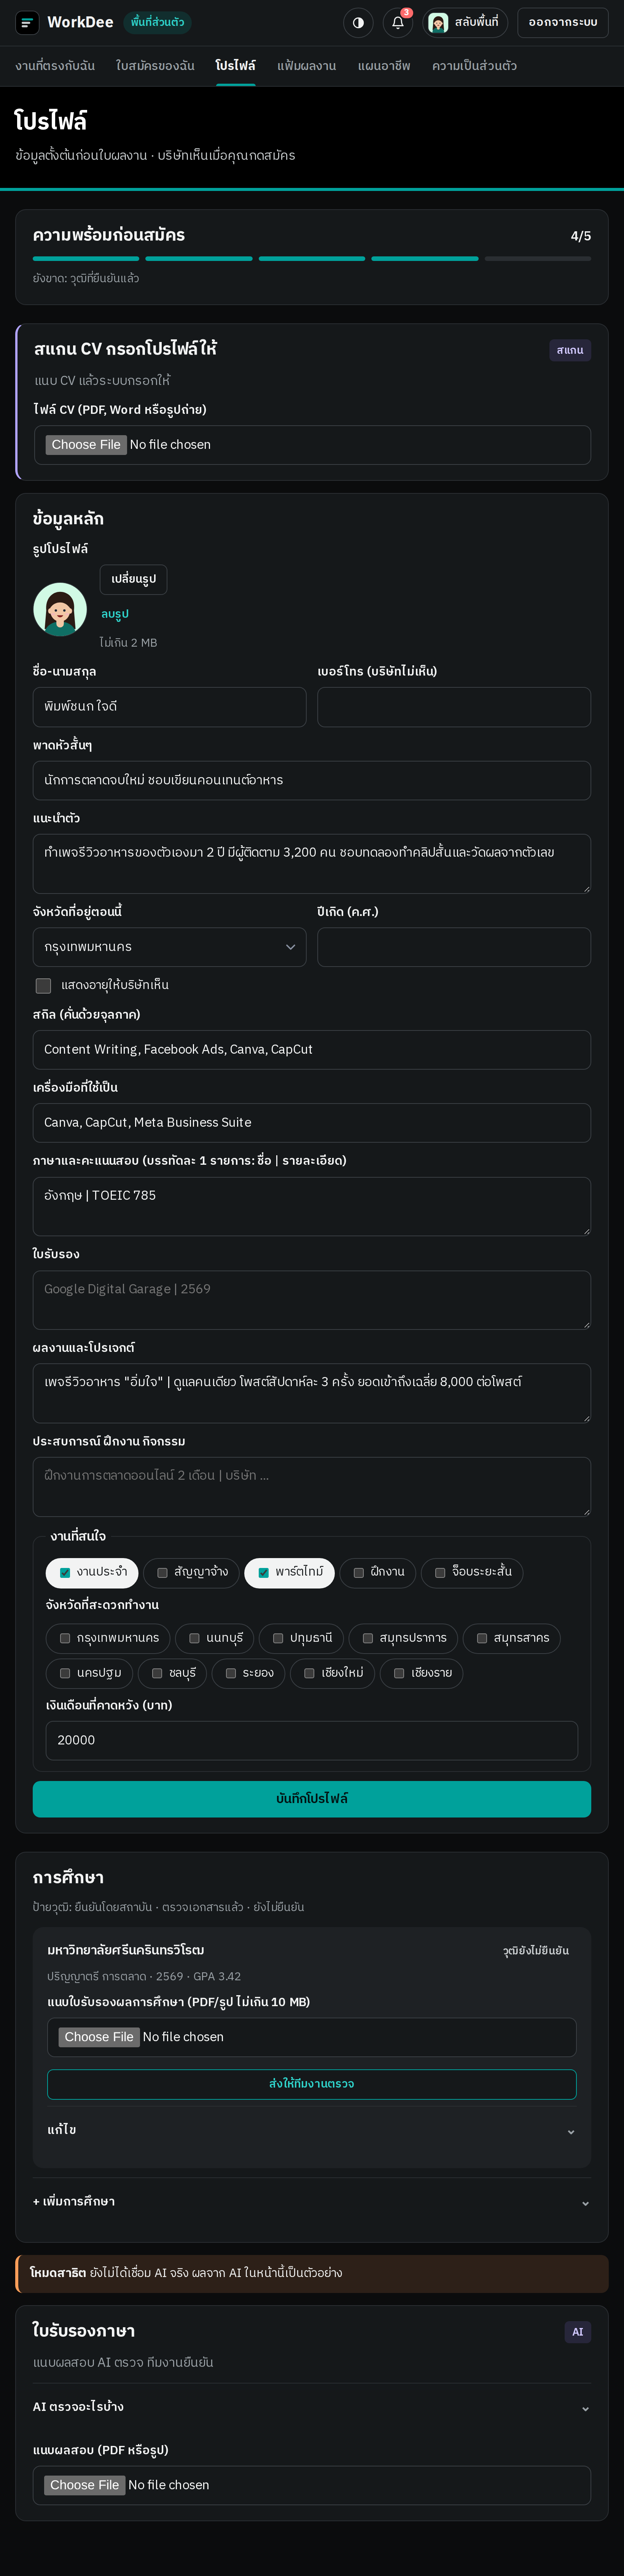 WorkDee พื้นที่ส่วนตัว 3 สลับพื้นที่ ออกจากระบบ
งานที่ตรงกับฉัน ใบสมัครของฉัน โปรไฟล์ แฟ้มผลงาน แผนอาชีพ ความเป็นส่วนตัว
โปรไฟล์
ข้อมูลตั้งต้นก่อนใบผลงาน · บริษัทเห็นเมื่อคุณกดสมัคร
ความพร้อมก่อนสมัคร 4/5
ยังขาด: วุฒิที่ยืนยันแล้ว
สแกน CV กรอกโปรไฟล์ให้ สแกน
แนบ CV แล้วระบบกรอกให้
ไฟล์ CV (PDF, Word หรือรูปถ่าย)
Choose File No file chosen
ข้อมูลหลัก
รูปโปรไฟล์
เปลี่ยนรูป
ลบรูป
ไม่เกิน 2 MB
ชื่อ-นามสกุล เบอร์โทร (บริษัทไม่เห็น)
พิมพ์ชนก ใจดี
พาดหัวสั้นๆ
นักการตลาดจบใหม่ ชอบเขียนคอนเทนต์อาหาร
แนะนำตัว
ทำเพจรีวิวอาหารของตัวเองมา 2 ปี มีผู้ติดตาม 3,200 คน ชอบทดลองทำคลิปสั้นและวัดผลจากตัวเลข
จังหวัดที่อยู่ตอนนี้ ปีเกิด (ค.ศ.)
กรุงเทพมหานคร
แสดงอายุให้บริษัทเห็น
สกิล (คั่นด้วยจุลภาค)
Content Writing, Facebook Ads, Canva, CapCut
เครื่องมือที่ใช้เป็น
Canva, CapCut, Meta Business Suite
ภาษาและคะแนนสอบ (บรรทัดละ 1 รายการ: ชื่อ | รายละเอียด)
อังกฤษ | TOEIC 785
ใบรับรอง
Google Digital Garage | 2569
ผลงานและโปรเจกต์
เพจรีวิวอาหาร "อิ่มใจ" | ดูแลคนเดียว โพสต์สัปดาห์ละ 3 ครั้ง ยอดเข้าถึงเฉลี่ย 8,000 ต่อโพสต์
ประสบการณ์ ฝึกงาน กิจกรรม
ฝึกงานการตลาดออนไลน์ 2 เดือน | บริษัท ...
งานที่สนใจ
งานประจำ สัญญาจ้าง พาร์ตไทม์ ฝึกงาน จ็อบระยะสั้น
จังหวัดที่สะดวกทำงาน
กรุงเทพมหานคร นนทบุรี ปทุมธานี สมุทรปราการ สมุทรสาคร
นครปฐม ชลบุรี ระยอง เชียงใหม่ เชียงราย
เงินเดือนที่คาดหวัง (บาท)
20000
บันทึกโปรไฟล์
การศึกษา
ป้ายวุฒิ: ยืนยันโดยสถาบัน · ตรวจเอกสารแล้ว · ยังไม่ยืนยัน
มหาวิทยาลัยศรีนครินทรวิโรฒ วุฒิยังไม่ยืนยัน
ปริญญาตรี การตลาด · 2569 · GPA 3.42
แนบใบรับรองผลการศึกษา (PDF/รูป ไม่เกิน 10 MB)
Choose File No file chosen
ส่งให้ทีมงานตรวจ
แก้ไข
+ เพิ่มการศึกษา
โหมดสาธิต ยังไม่ได้เชื่อม AI จริง ผลจาก AI ในหน้านี้เป็นตัวอย่าง
ใบรับรองภาษา AI
แนบผลสอบ AI ตรวจ ทีมงานยืนยัน
AI ตรวจอะไรบ้าง
แนบผลสอบ (PDF หรือรูป)
Choose File No file chosen